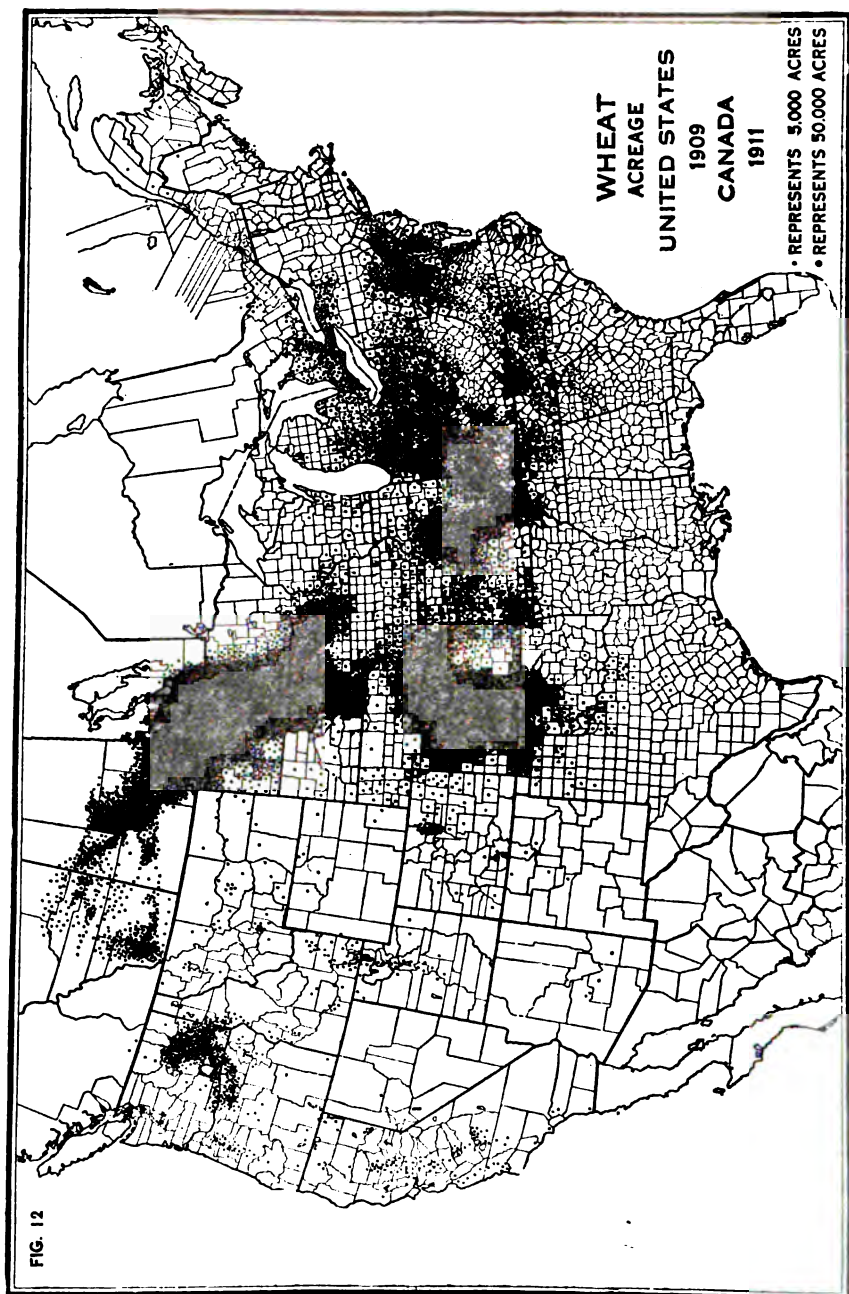 FIG. 12
WHEAT
ACREAGE
UNITED STATES
1909
CANADA
1911
· REPRESENTS 5.000 ACRES
• REPRESENTS 50.000 ACRES